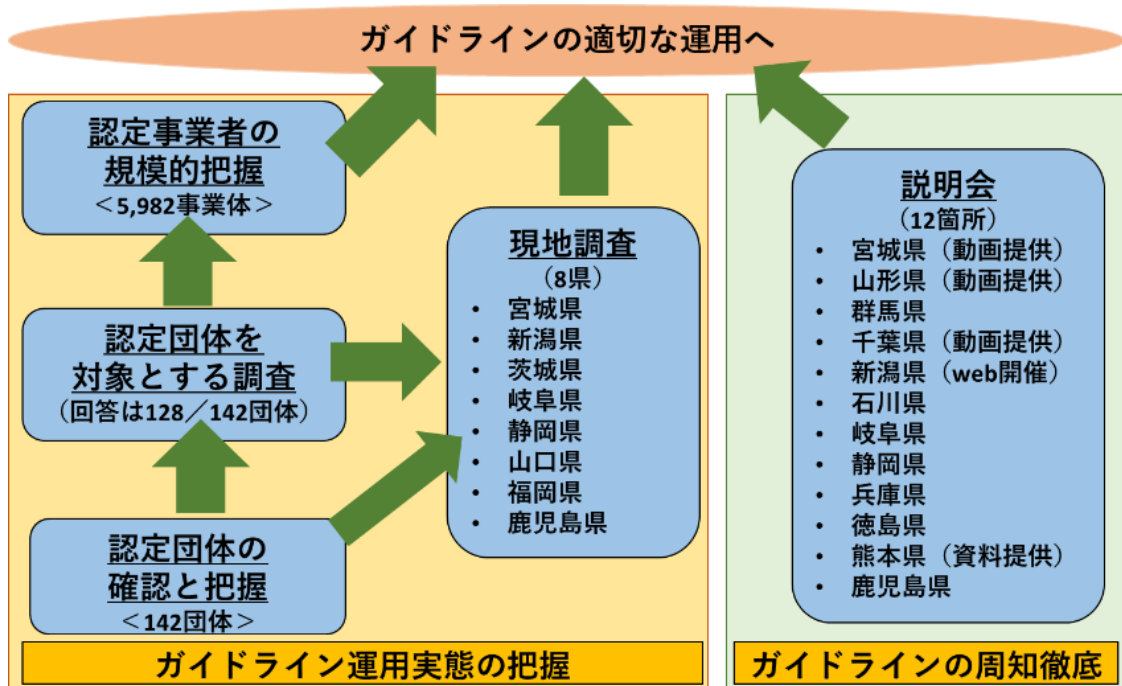 ガイドラインの適切な運用へ
認定事業者の
規模的把握
＜5,982事業体＞
認定団体を
対象とする調査
（回答は128／142団体）
認定団体の
確認と把握
＜142団体＞
現地調査
（8県）
・ 宮城県
・ 新潟県
・ 茨城県
・ 岐阜県
・ 静岡県
・ 山口県
・ 福岡県
・ 鹿児島県
ガイドライン運用実態の把握
説明会
（12箇所）
・ 宮城県（動画提供）
・ 山形県（動画提供）
・ 群馬県
・ 千葉県（動画提供）
・ 新潟県（web開催）
・ 石川県
・ 岐阜県
・ 静岡県
・ 兵庫県
・ 徳島県
・ 熊本県（資料提供）
・ 鹿児島県
ガイドラインの周知徹底